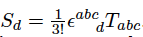 $S_d = \frac{1}{3!} \epsilon^{abc}{}_{d} T_{abc}$